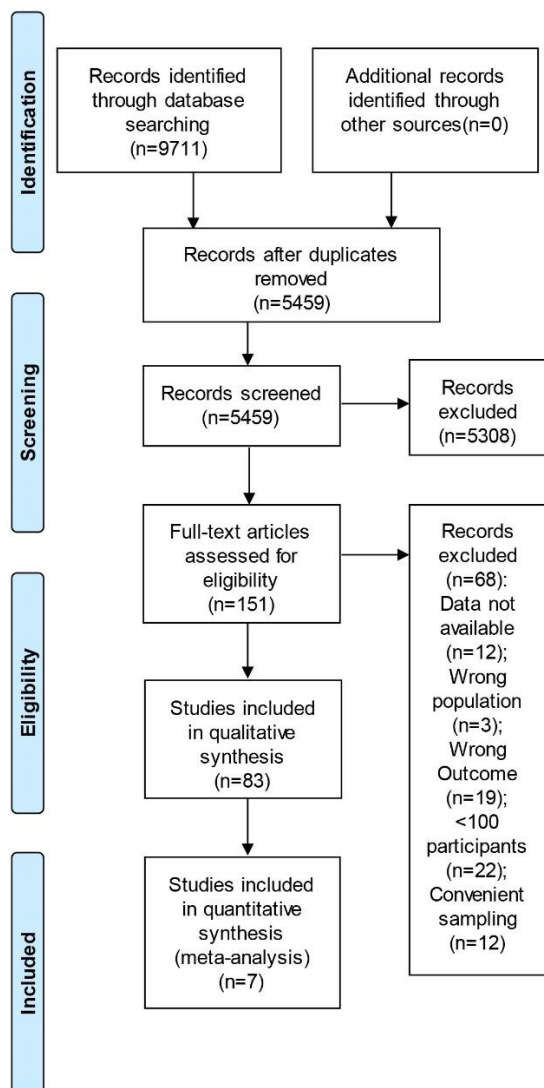 Identification
Records identified
through database
searching
(n=9711)
Additional records
identified through
other sources(n=0)
Records after duplicates
removed
(n=5459)
Screening
Records screened
(n=5459)
Records
excluded
(n=5308)
Full-text articles
assessed for
eligibility
(n=151)
Records
excluded
(n=68):
Data not
available
(n=12);
Wrong
population
(n=3);
Wrong
Outcome
(n=19);
<100
participants
(n=22);
Convenient
sampling
(n=12)
Eligibility
Studies included
in qualitative
synthesis
(n=83)
Included
Studies included
in quantitative
synthesis
(meta-analysis)
(n=7)